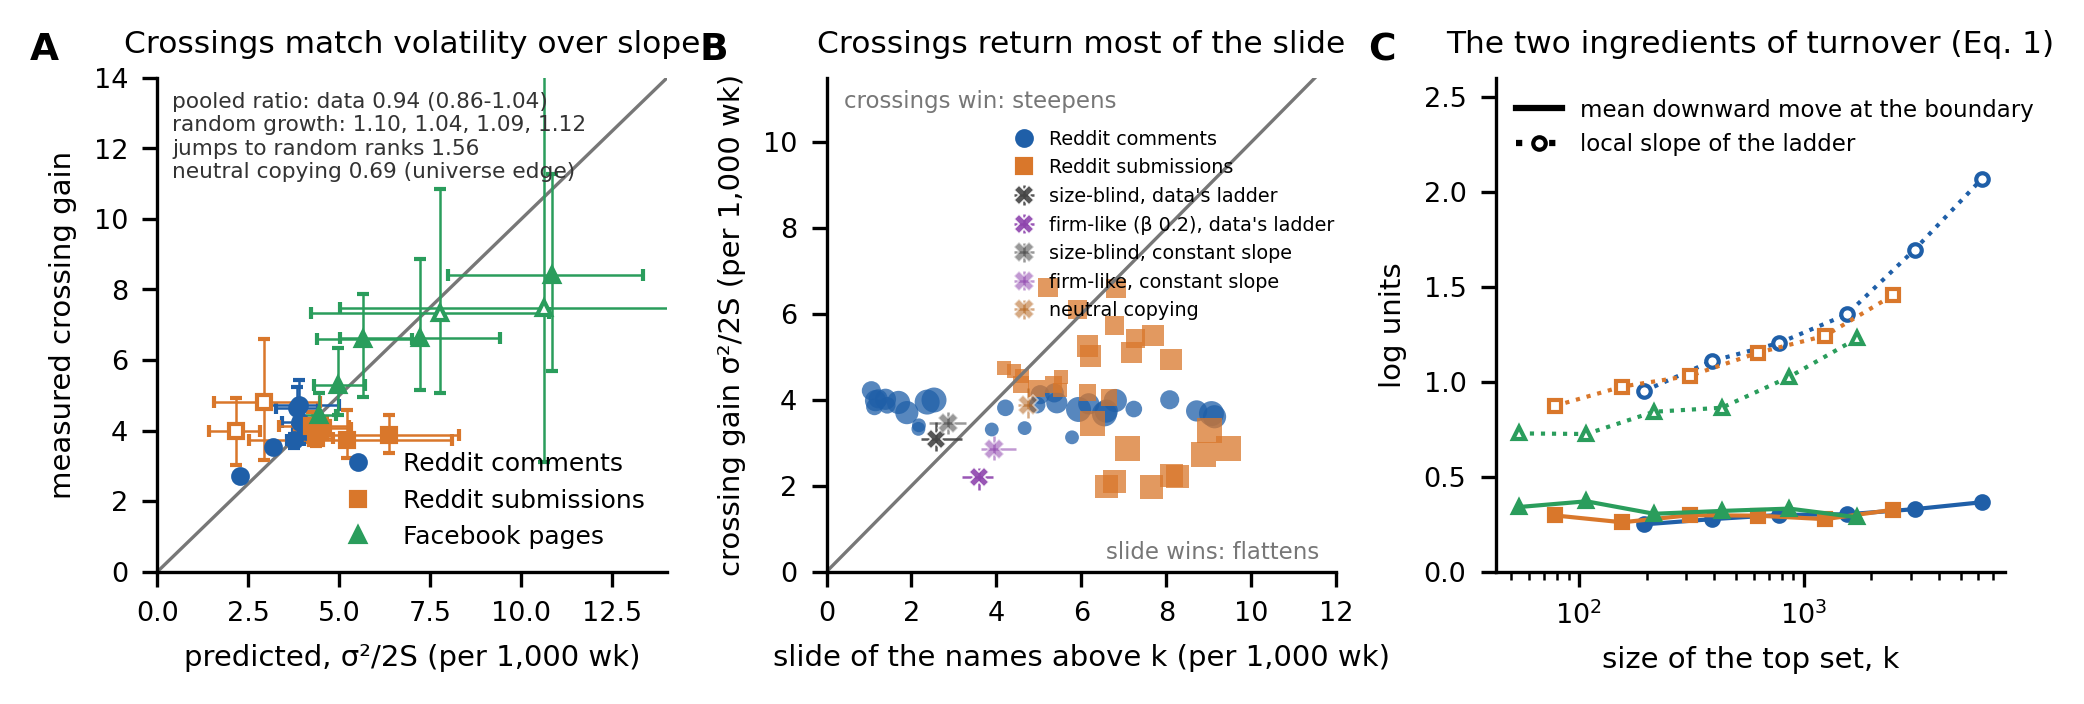 A
Crossings match volatility over slope
14
12
10
8
6
4
2
0
measured crossing gain
pooled ratio: data 0.94 (0.86-1.04)
random growth: 1.10, 1.04, 1.09, 1.12
jumps to random ranks 1.56
neutral copying 0.69 (universe edge)
Reddit comments
Reddit submissions
Facebook pages
0.0 2.5 5.0 7.5 10.0 12.5
predicted, σ²/2S (per 1,000 wk)
B
Crossings return most of the slide
10
8
6
4
2
0
crossing gain σ²/2S (per 1,000 wk)
crossings win: steepens
Reddit comments
Reddit submissions
size-blind, data's ladder
firm-like (β 0.2), data's ladder
size-blind, constant slope
firm-like, constant slope
neutral copying
slide wins: flattens
0 2 4 6 8 10 12
slide of the names above k (per 1,000 wk)
C
The two ingredients of turnover (Eq. 1)
2.5
2.0
1.5
1.0
0.5
0.0
log units
mean downward move at the boundary
local slope of the ladder
10² 10³
size of the top set, k